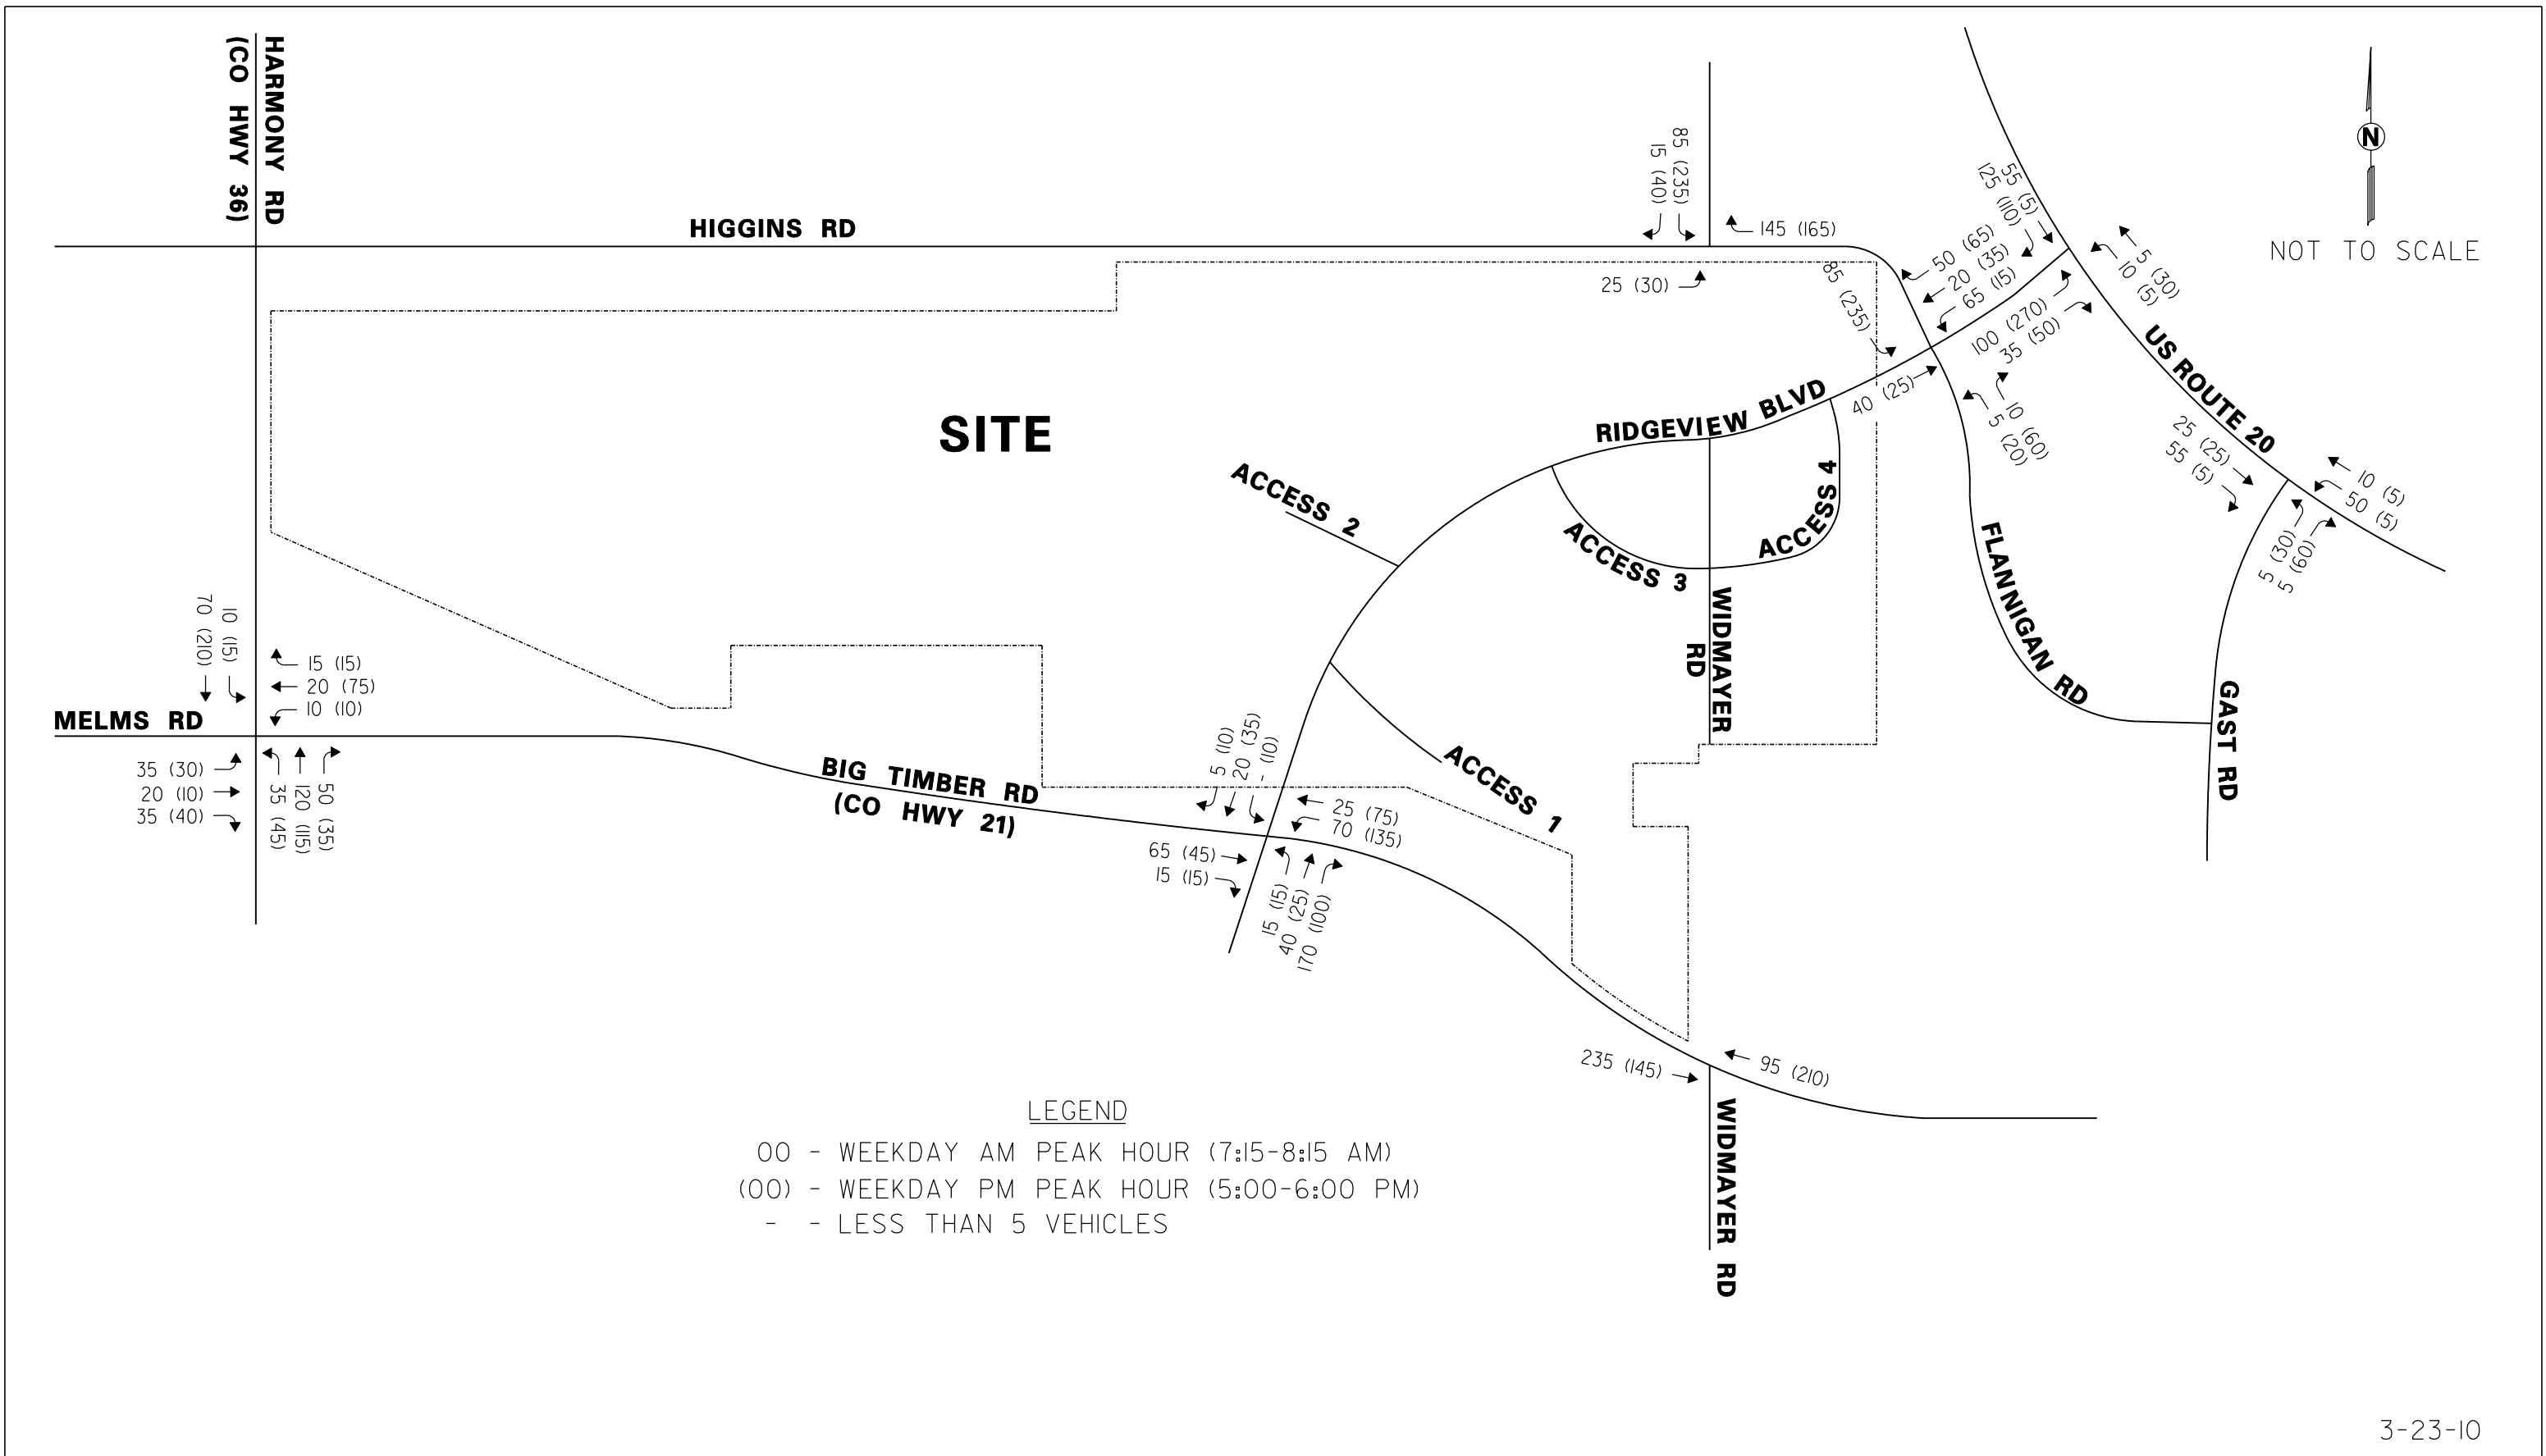 HARMONY RD
(CO HWY 36)
HIGGINS RD
85 (235)
15 (40)
145 (165)
25 (30)
55 (5)
125 (110)
50 (65)
20 (35)
65 (15)
5 (30)
10 (5)
N
NOT TO SCALE
85 (235)
100 (270)
35 (50)
40 (25)
10 (60)
5 (20)
US ROUTE 20
SITE
RIDGEVIEW BLVD
ACCESS 2
ACCESS 3
ACCESS 4
25 (25)
55 (5)
10 (5)
50 (5)
5 (30)
5 (60)
FLANNIGAN RD
WIDMAYER
RD
GAST RD
10 (15)
70 (210)
15 (15)
20 (75)
10 (10)
MELMS RD
35 (30)
20 (10)
35 (40)
35 (45)
120 (115)
50 (35)
BIG TIMBER RD
(CO HWY 21)
5 (10)
20 (35)
- (10)
25 (75)
70 (135)
ACCESS 1
65 (45)
15 (15)
15 (15)
40 (25)
170 (100)
235 (145)
95 (210)
WIDMAYER RD
LEGEND
00 - WEEKDAY AM PEAK HOUR (7:15-8:15 AM)
(00) - WEEKDAY PM PEAK HOUR (5:00-6:00 PM)
- - LESS THAN 5 VEHICLES
3-23-10